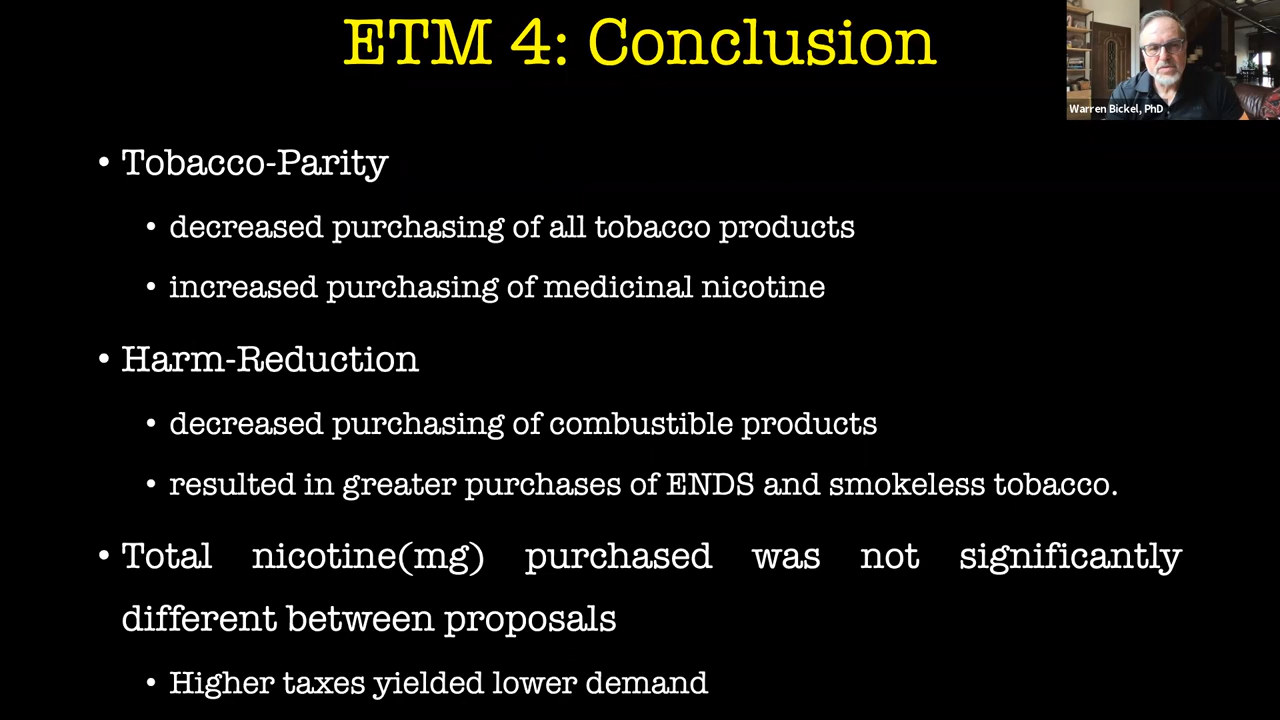 ETM 4: Conclusion
Warren Bickel, PhD
• Tobacco-Parity
• decreased purchasing of all tobacco products
• increased purchasing of medicinal nicotine
• Harm-Reduction
• decreased purchasing of combustible products
• resulted in greater purchases of ENDS and smokeless tobacco.
• Total nicotine(mg) purchased was not significantly
different between proposals
• Higher taxes yielded lower demand